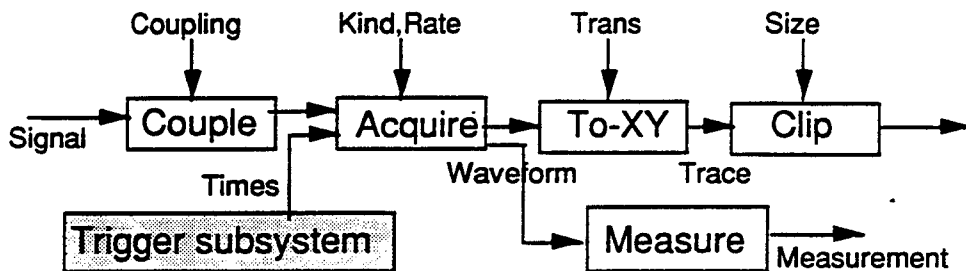 Coupling
Kind,Rate
Trans
Size
Signal
Couple
Acquire
To-XY
Clip
Times
Waveform
Trace
Trigger subsystem
Measure
Measurement